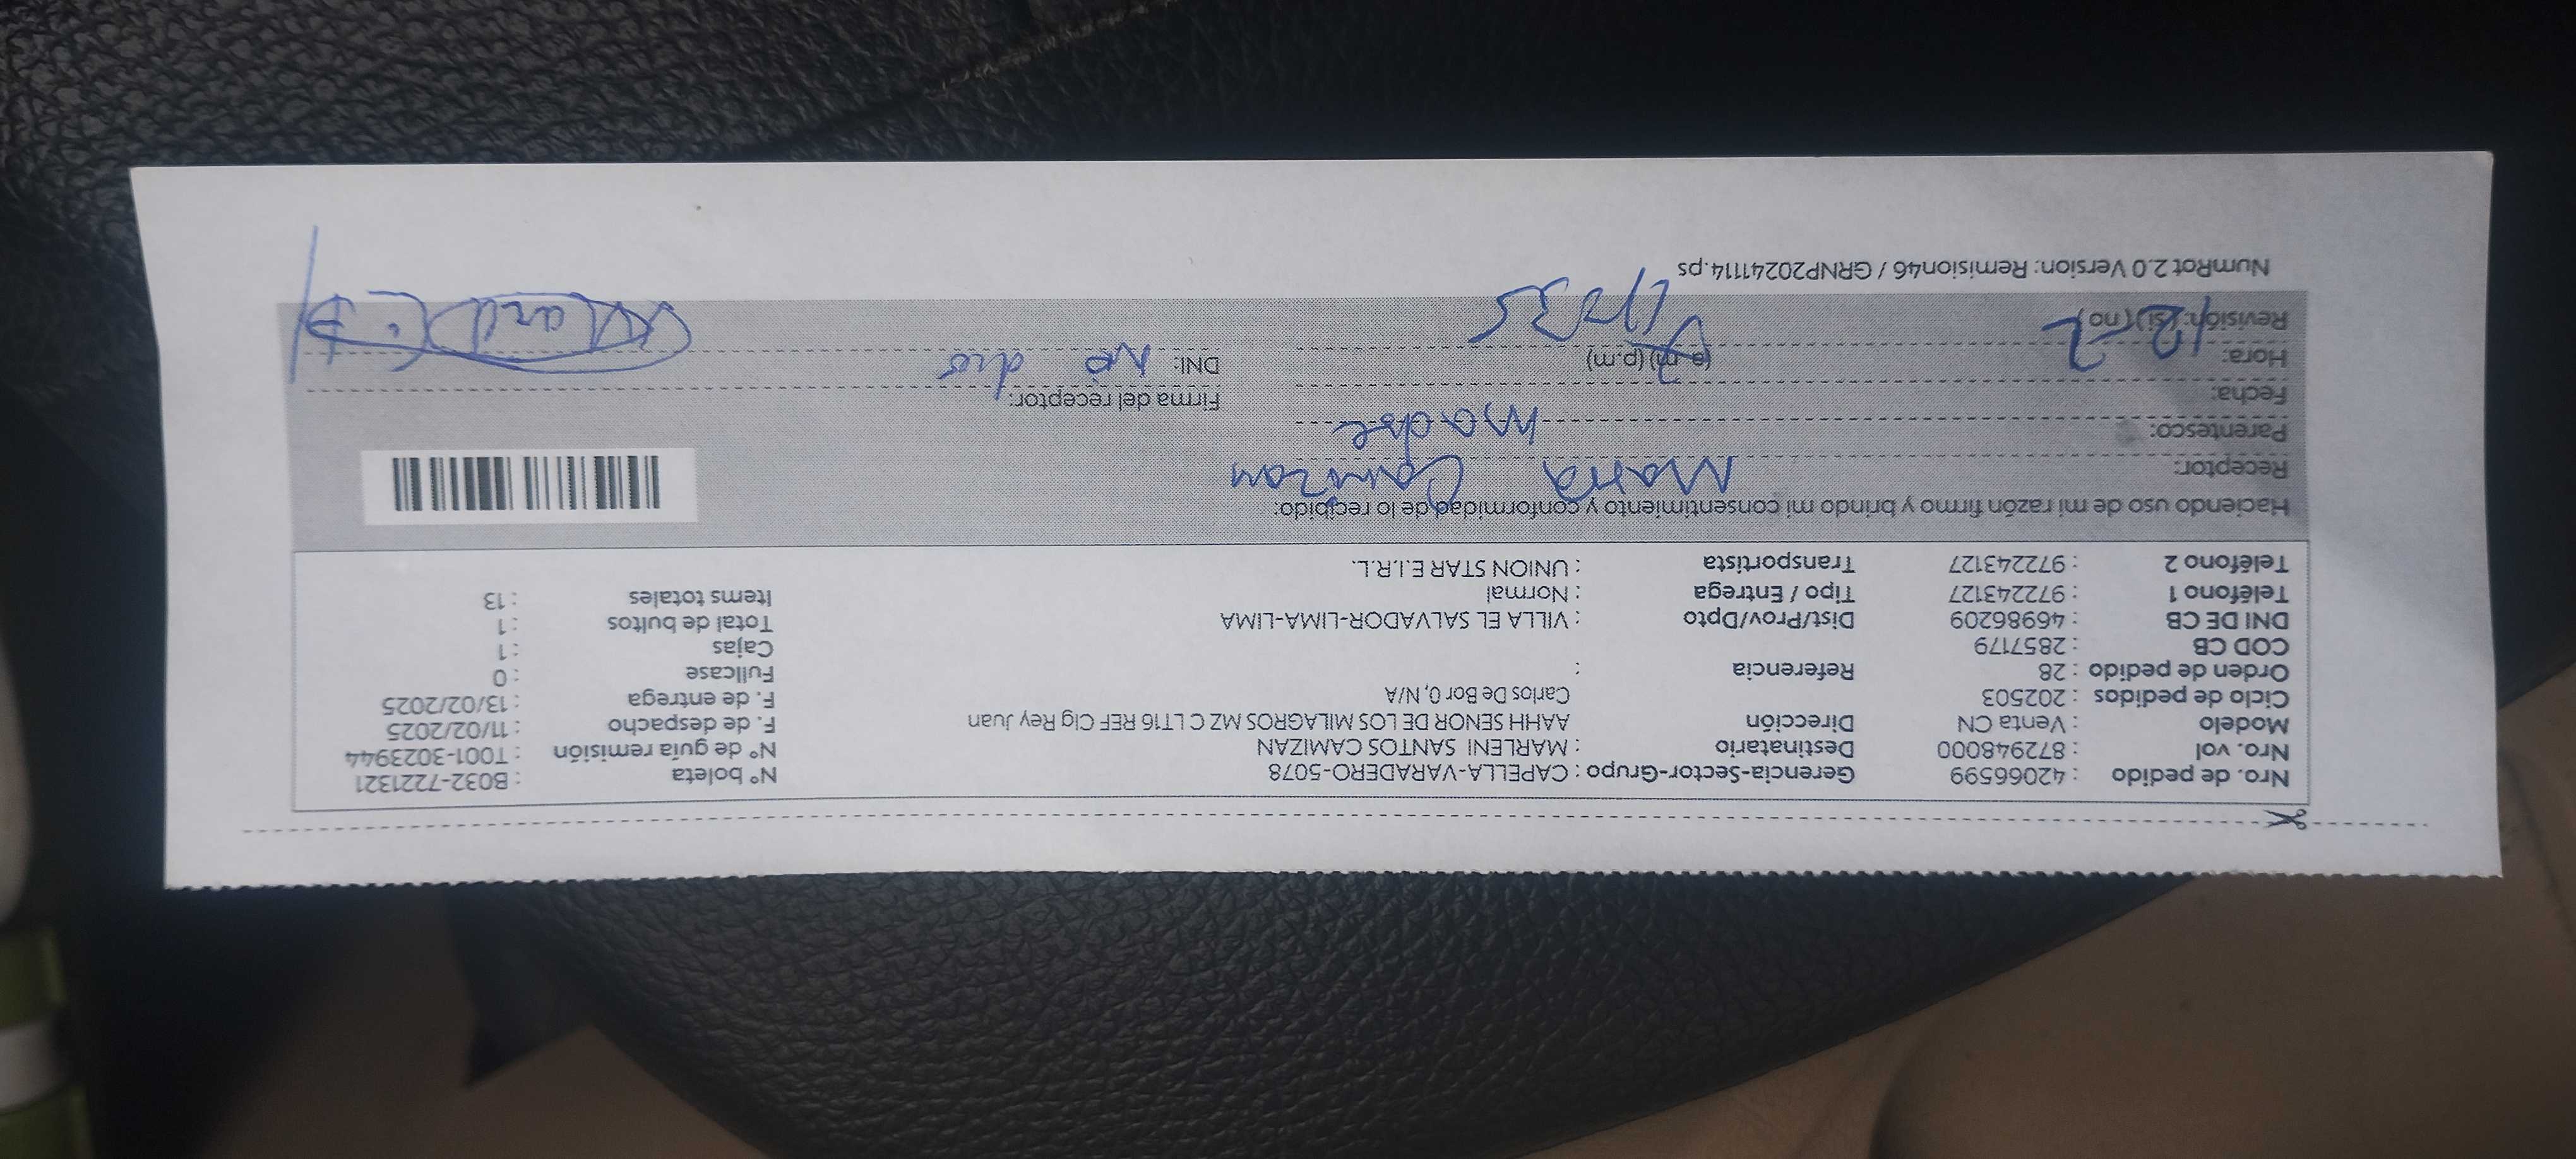 Nro. de pedido : 42066599 Gerencia-Sector-Grupo : CAPELLA-VARADERO-5078 N° boleta : B032-7221321
Nro. vol : 872948000 Destinatario : MARLENI SANTOS CAMIZAN N° de guía remisión : T001-3023944
Modelo : Venta CN Dirección AAHH SENOR DE LOS MILAGROS MZ C LT16 REF Clg Rey Juan F. de despacho : 11/02/2025
Ciclo de pedidos : 202503 Carlos De Bor 0, N/A F. de entrega : 13/02/2025
Orden de pedido : 28 Referencia : Fullcase : 0
COD CB : 2857179 Cajas : 1
DNI DE CB : 46986209 Dist/Prov/Dpto : VILLA EL SALVADOR-LIMA-LIMA Total de bultos : 1
Teléfono 1 : 972243127 Tipo / Entrega : Normal Items totales : 13
Teléfono 2 : 972243127 Transportista : UNION STAR E.I.R.L.
Haciendo uso de mi razón firmo y brindo mi consentimiento y conformidad de lo recibido:
Receptor: Camizan
Parentesco: Madre
Fecha: Firma del receptor:
Hora: 12-2 (a.m) (p.m) DNI: No dio
Revisión: (si) (no)
NumRot 2.0 Version: Remision46 / GRNP20241114.ps